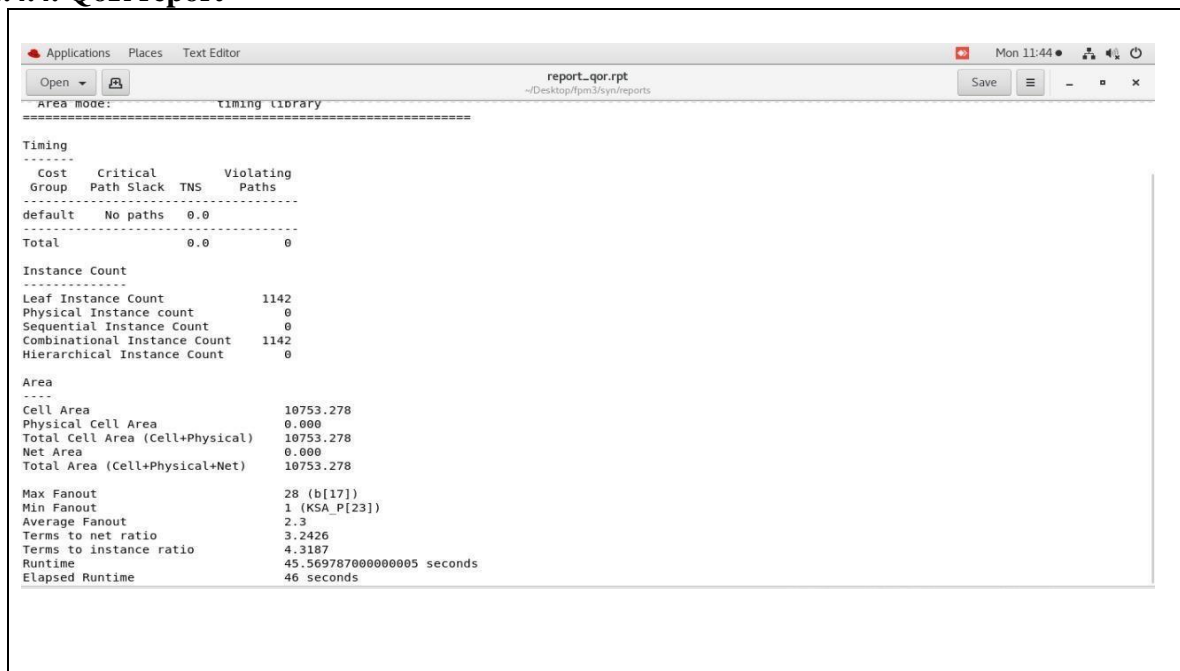 QoR report
Applications Places Text Editor Mon 11:44
Open report_qor.rpt Save
~/Desktop/fpm3/syn/reports
Area mode: timing library
============================================================
Timing
-------
Cost Critical Violating
Group Path Slack TNS Paths
-------------------------------------
default No paths 0.0
-------------------------------------
Total 0.0 0
Instance Count
--------------
Leaf Instance Count 1142
Physical Instance count 0
Sequential Instance Count 0
Combinational Instance Count 1142
Hierarchical Instance Count 0
Area
----
Cell Area 10753.278
Physical Cell Area 0.000
Total Cell Area (Cell+Physical) 10753.278
Net Area 0.000
Total Area (Cell+Physical+Net) 10753.278
Max Fanout 28 (b[17])
Min Fanout 1 (KSA_P[23])
Average Fanout 2.3
Terms to net ratio 3.2426
Terms to instance ratio 4.3187
Runtime 45.569787000000005 seconds
Elapsed Runtime 46 seconds